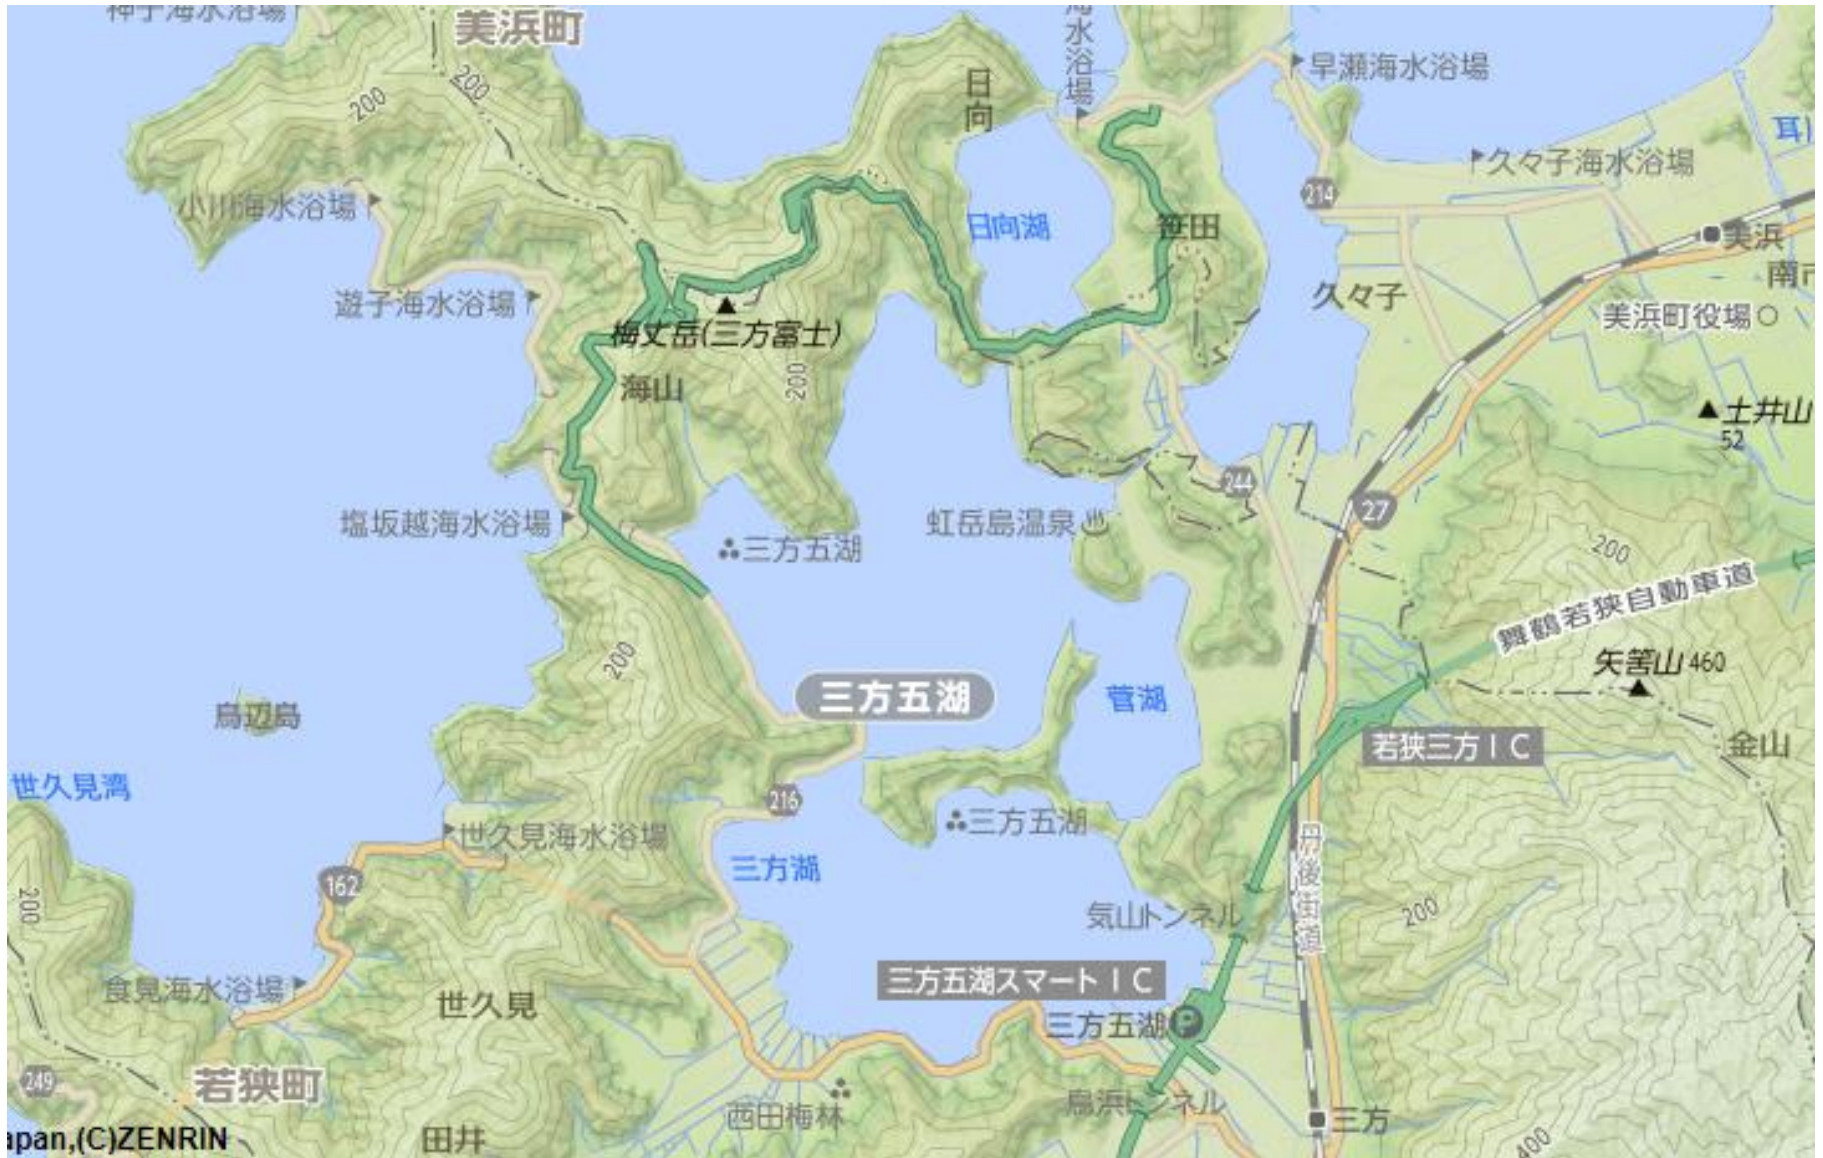 神子海水浴場
美浜町
海水浴場
早瀬海水浴場
200
200
日向
久々子海水浴場
214
小川海水浴場
日向湖
笹田
美浜
遊子海水浴場
久々子
美浜町役場
梅丈岳(三方富士)
海山
200
土井山
52
244
27
塩坂越海水浴場
三方五湖
虹岳島温泉
200
舞鶴若狭自動車道
矢筈山 460
200
三方五湖
菅湖
烏辺島
若狭三方IC
金山
世久見湾
216
三方五湖
世久見海水浴場
三方湖
丹後街道
162
200
気山トンネル
200
三方五湖スマートIC
食見海水浴場
世久見
三方五湖
P
249
若狭町
西田梅林
鳥浜トンネル
三方
田井
400
apan,(C)ZENRIN